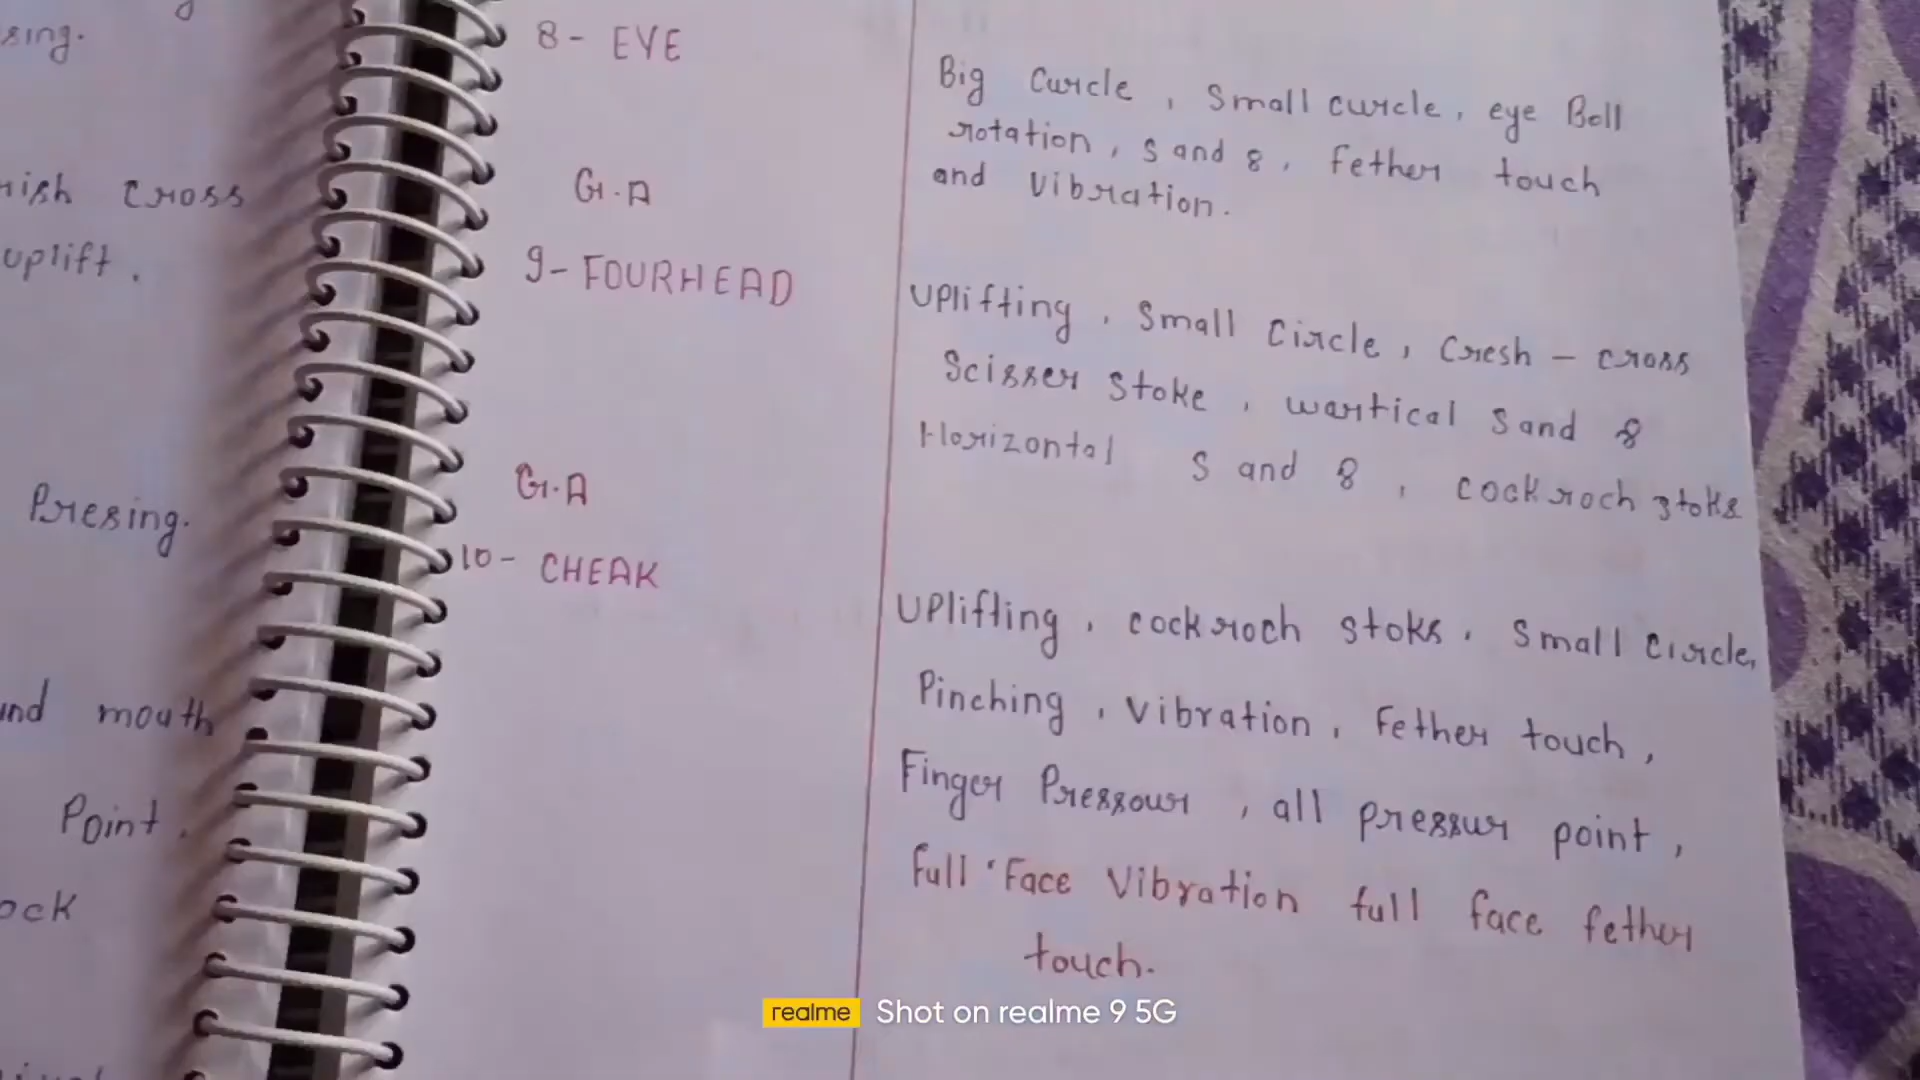 sing.
cross
uplift.
Presing.
mouth
Point.
8- EYE
Big Curcle, Small curcle, eye Boll
rotation, s and 8, Fether touch
and Vibration.
G.A
9- FOURHEAD
Uplifting, Small Circle, Cresh - cross
Scisser Stoke, wartical S and 8
Horizontal S and 8, cockroch stoks
G.A
10- CHEAK
UPlifting, cockroch stoks. Small Circle,
Pinching, Vibration, Fether touch,
Finger Pressour, all pressur point,
full Face Vibration full face fether
touch.
realme Shot on realme 9 5G